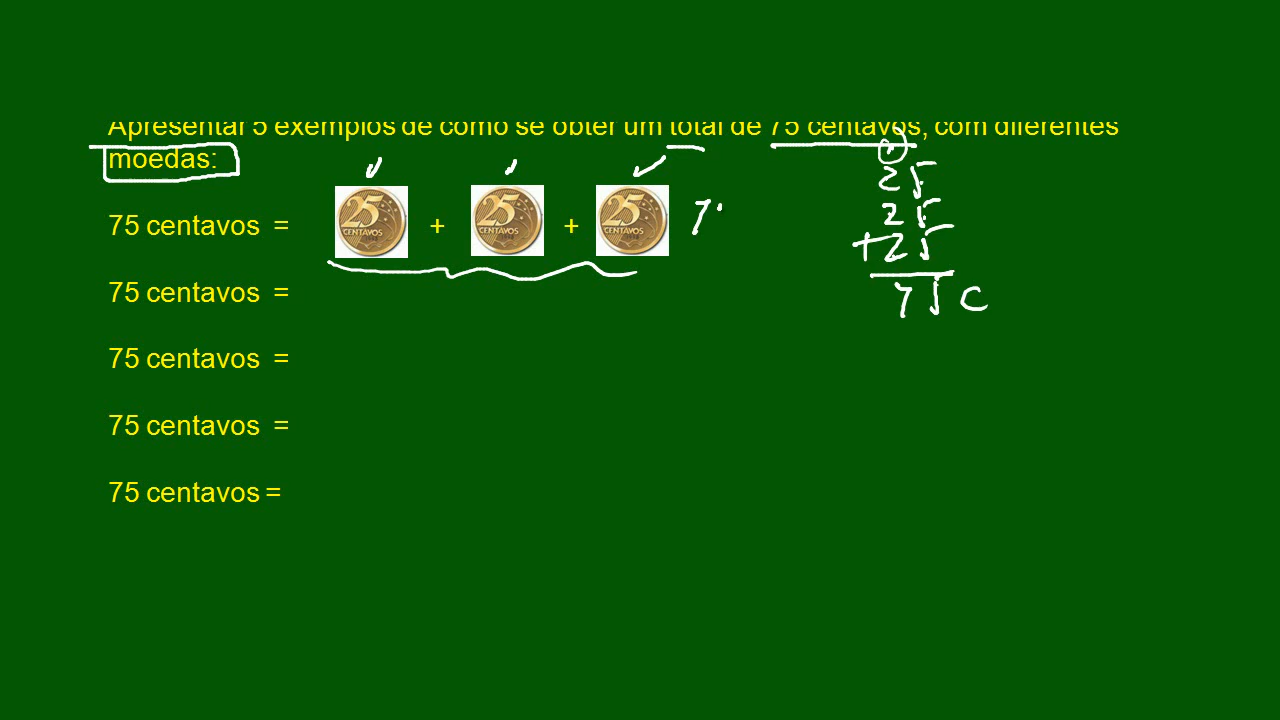 Apresentar 5 exemplos de como se obter um total de 75 centavos, com diferentes
moedas:
75 centavos = 25 CENTAVOS + 25 CENTAVOS + 25 CENTAVOS 7
25
25
+25
75 C
75 centavos =
75 centavos =
75 centavos =
75 centavos =